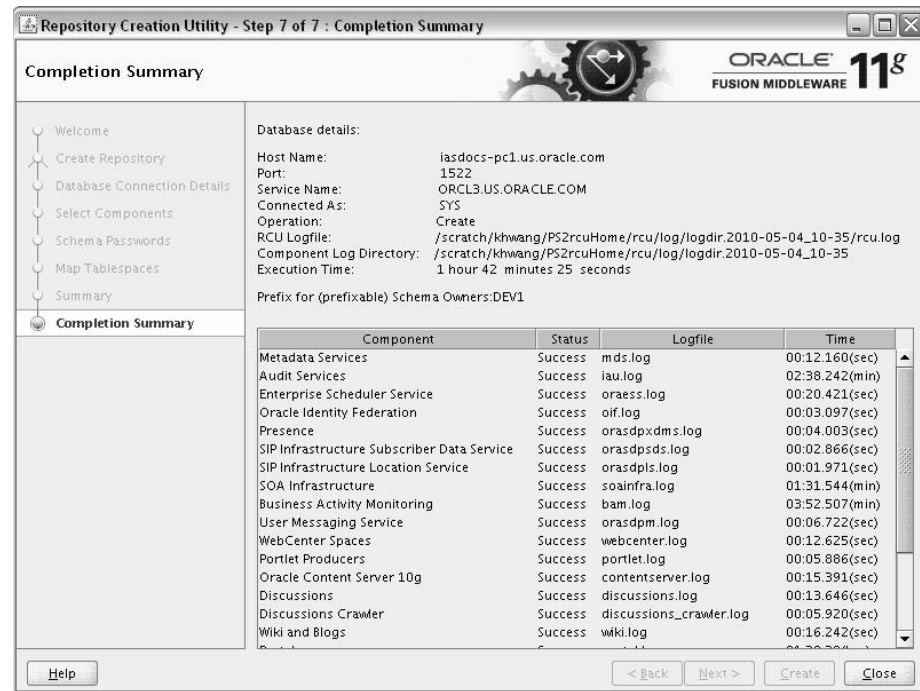 Repository Creation Utility - Step 7 of 7 : Completion Summary
Completion Summary
ORACLE
FUSION MIDDLEWARE
11g
Welcome
Create Repository
Database Connection Details
Select Components
Schema Passwords
Map Tablespaces
Summary
Completion Summary
Database details:
Host Name: iasdocs-pc1.us.oracle.com
Port: 1522
Service Name: ORCL3.US.ORACLE.COM
Connected As: SYS
Operation: Create
RCU Logfile: /scratch/khwang/PS2rcuHome/rcu/log/logdir.2010-05-04_10-35/rcu.log
Component Log Directory: /scratch/khwang/PS2rcuHome/rcu/log/logdir.2010-05-04_10-35
Execution Time: 1 hour 42 minutes 25 seconds
Prefix for (prefixable) Schema Owners:DEV1
Component Status Logfile Time
Metadata Services Success mds.log 00:12.160(sec)
Audit Services Success iau.log 02:38.242(min)
Enterprise Scheduler Service Success oraess.log 00:20.421(sec)
Oracle Identity Federation Success oif.log 00:03.097(sec)
Presence Success orasdpxdms.log 00:04.003(sec)
SIP Infrastructure Subscriber Data Service Success orasdpsds.log 00:02.866(sec)
SIP Infrastructure Location Service Success orasdpls.log 00:01.971(sec)
SOA Infrastructure Success soainfra.log 01:31.544(min)
Business Activity Monitoring Success bam.log 03:52.507(min)
User Messaging Service Success orasdpm.log 00:06.722(sec)
WebCenter Spaces Success webcenter.log 00:12.625(sec)
Portlet Producers Success portlet.log 00:05.886(sec)
Oracle Content Server 10g Success contentserver.log 00:15.391(sec)
Discussions Success discussions.log 00:13.646(sec)
Discussions Crawler Success discussions_crawler.log 00:05.920(sec)
Wiki and Blogs Success wiki.log 00:16.242(sec)
Help
< Back
Next >
Create
Close